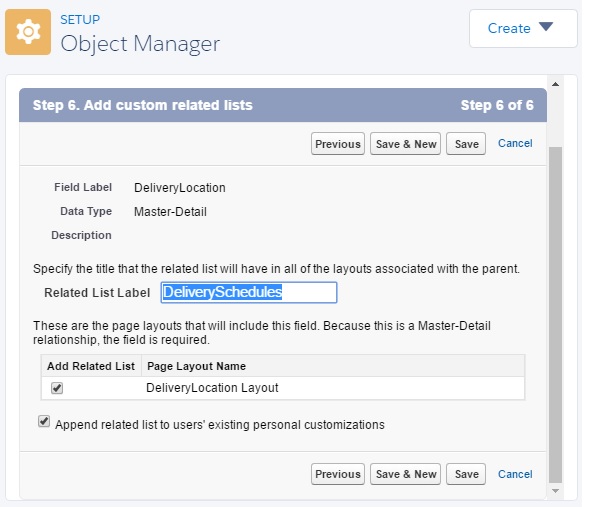 SETUP
Object Manager
Create
Step 6. Add custom related lists Step 6 of 6
Previous Save & New Save Cancel
Field Label DeliveryLocation
Data Type Master-Detail
Description
Specify the title that the related list will have in all of the layouts associated with the parent.
Related List Label DeliverySchedules
These are the page layouts that will include this field. Because this is a Master-Detail
relationship, the field is required.
Add Related List Page Layout Name
DeliveryLocation Layout
Append related list to users' existing personal customizations
Previous Save & New Save Cancel